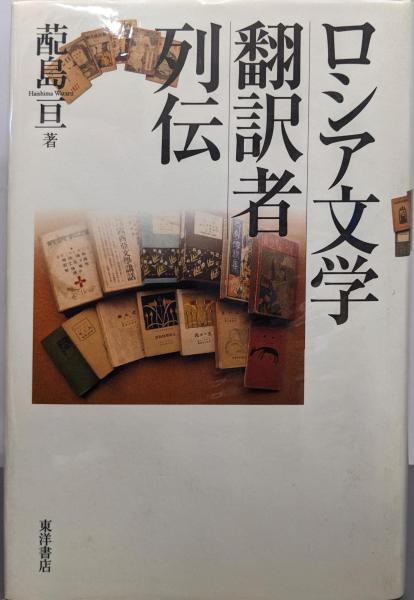 ロシア文学
翻訳者
列伝
蓜島亘 著
Haishima Wataru
東洋書店